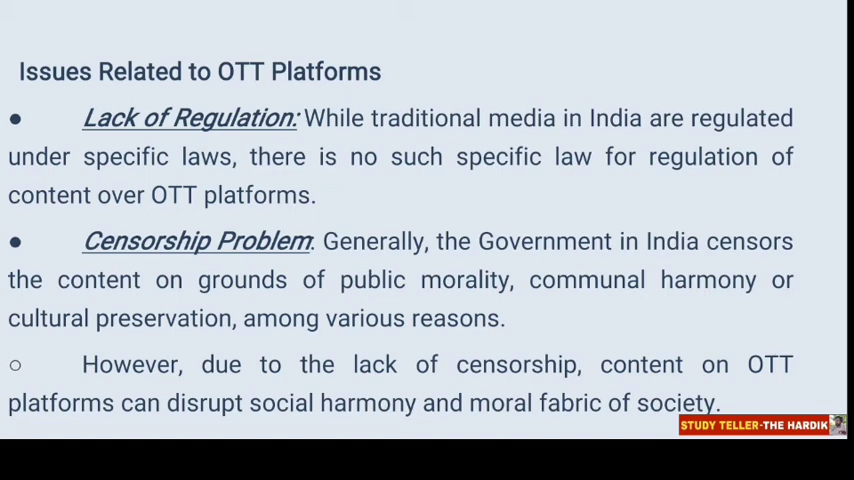 Issues Related to OTT Platforms
● Lack of Regulation: While traditional media in India are regulated
under specific laws, there is no such specific law for regulation of
content over OTT platforms.
● Censorship Problem: Generally, the Government in India censors
the content on grounds of public morality, communal harmony or
cultural preservation, among various reasons.
○ However, due to the lack of censorship, content on OTT
platforms can disrupt social harmony and moral fabric of society.
STUDY TELLER-THE HARDIK